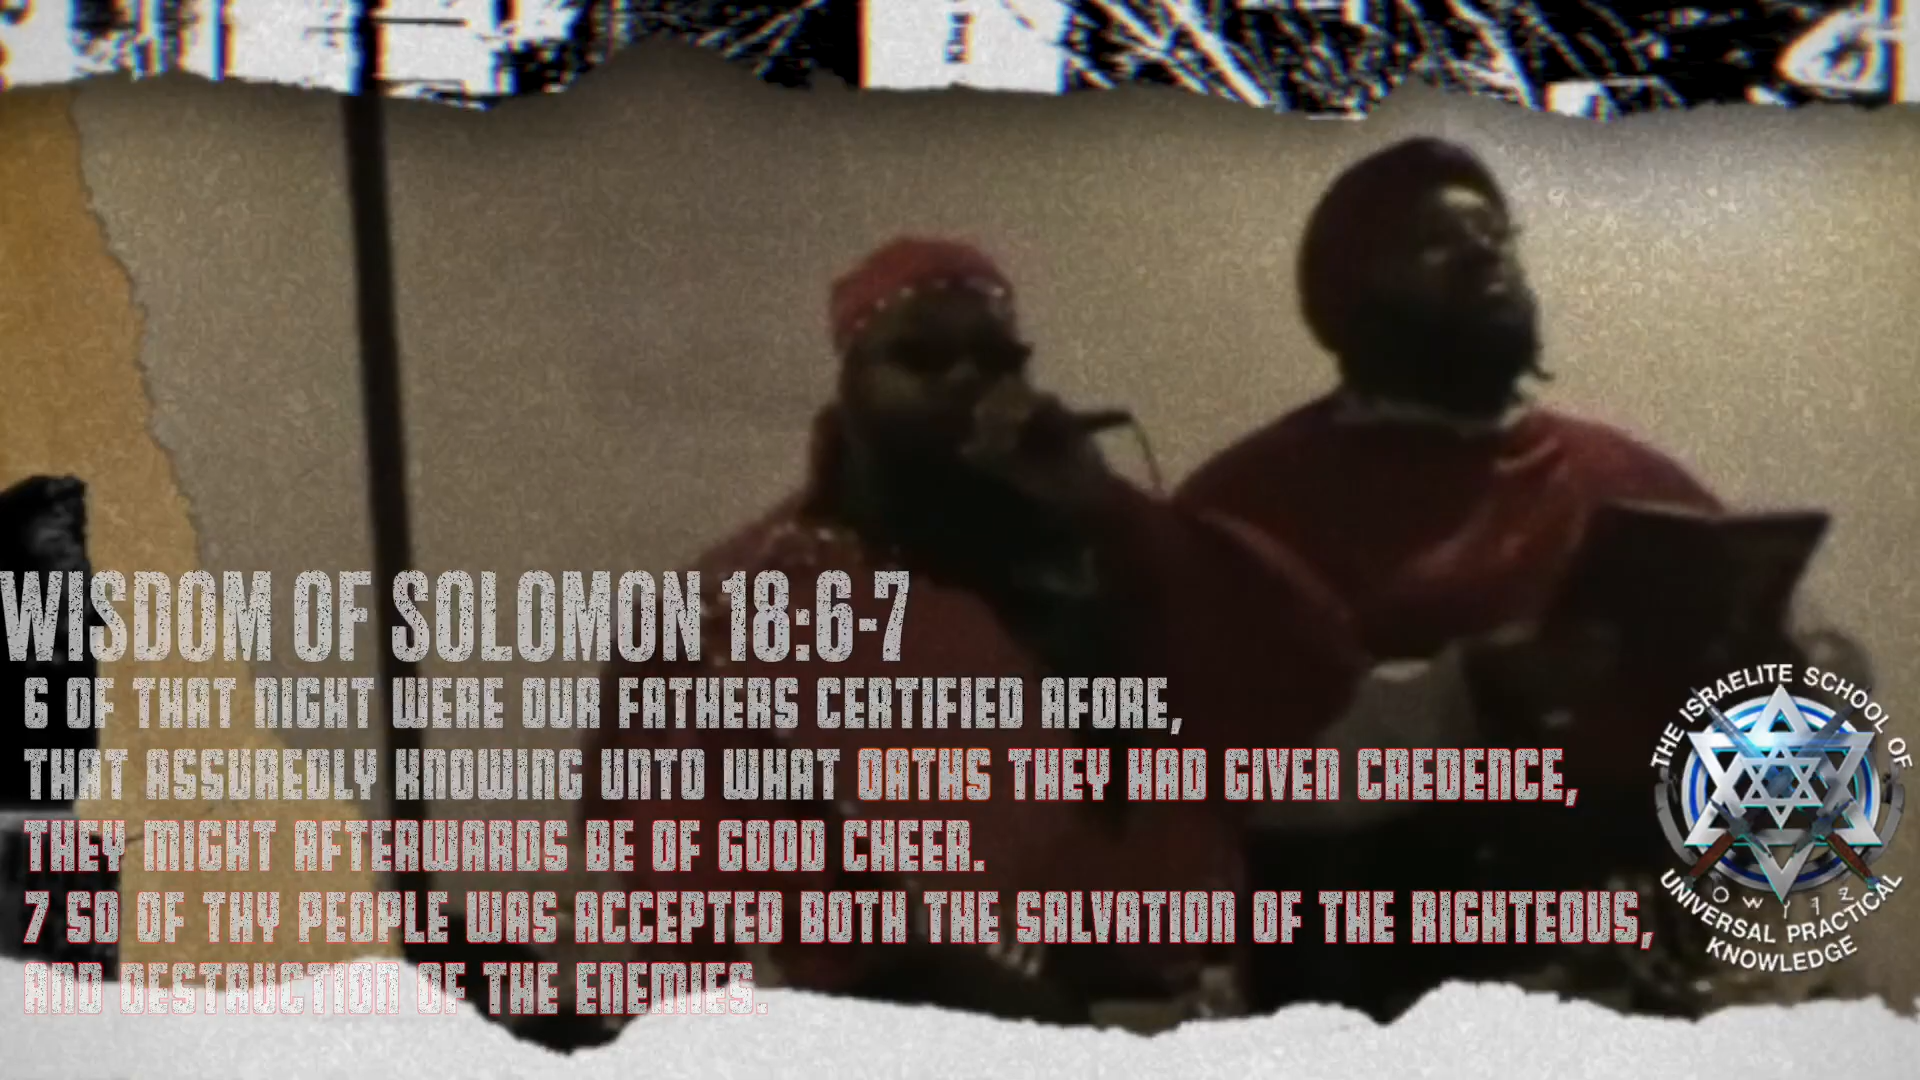 WISDOM OF SOLOMON 18:6-7
6 OF THAT NIGHT WERE OUR FATHERS CERTIFIED AFORE,
THAT ASSUREDLY KNOWING UNTO WHAT OATHS THEY HAD GIVEN CREDENCE,
THEY MIGHT AFTERWARDS BE OF GOOD CHEER.
7 SO OF THY PEOPLE WAS ACCEPTED BOTH THE SALVATION OF THE RIGHTEOUS,
AND DESTRUCTION OF THE ENEMIES.
THE ISRAELITE SCHOOL OF
UNIVERSAL PRACTICAL
KNOWLEDGE